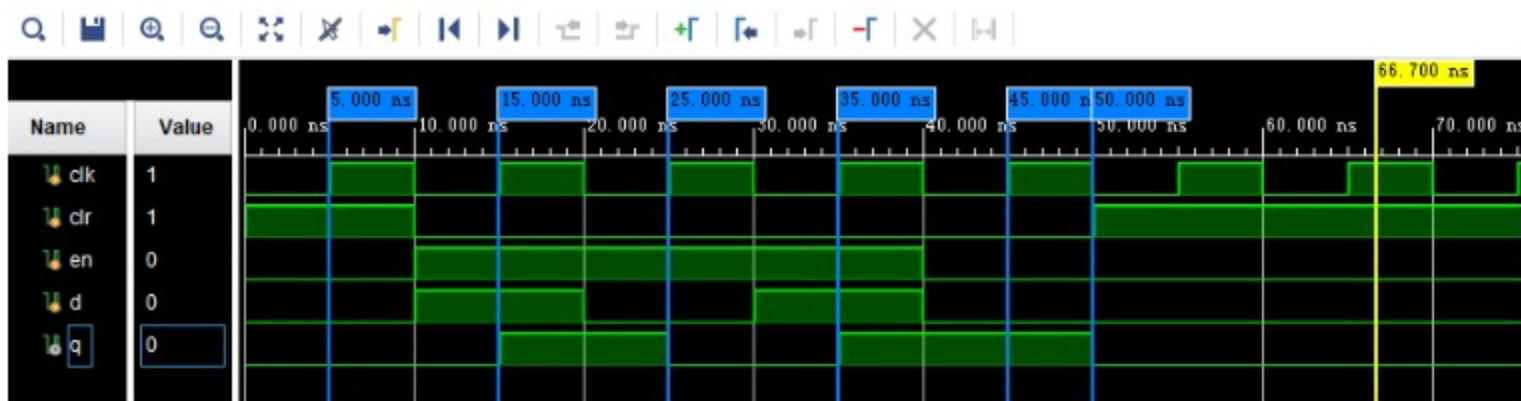 66.700 ns
5.000 ns 15.000 ns 25.000 ns 35.000 ns 45.000 n 50.000 ns
Name Value 0.000 ns 10.000 ns 20.000 ns 30.000 ns 40.000 ns 50.000 ns 60.000 ns 70.000 ns
clk 1
clr 1
en 0
d 0
q 0